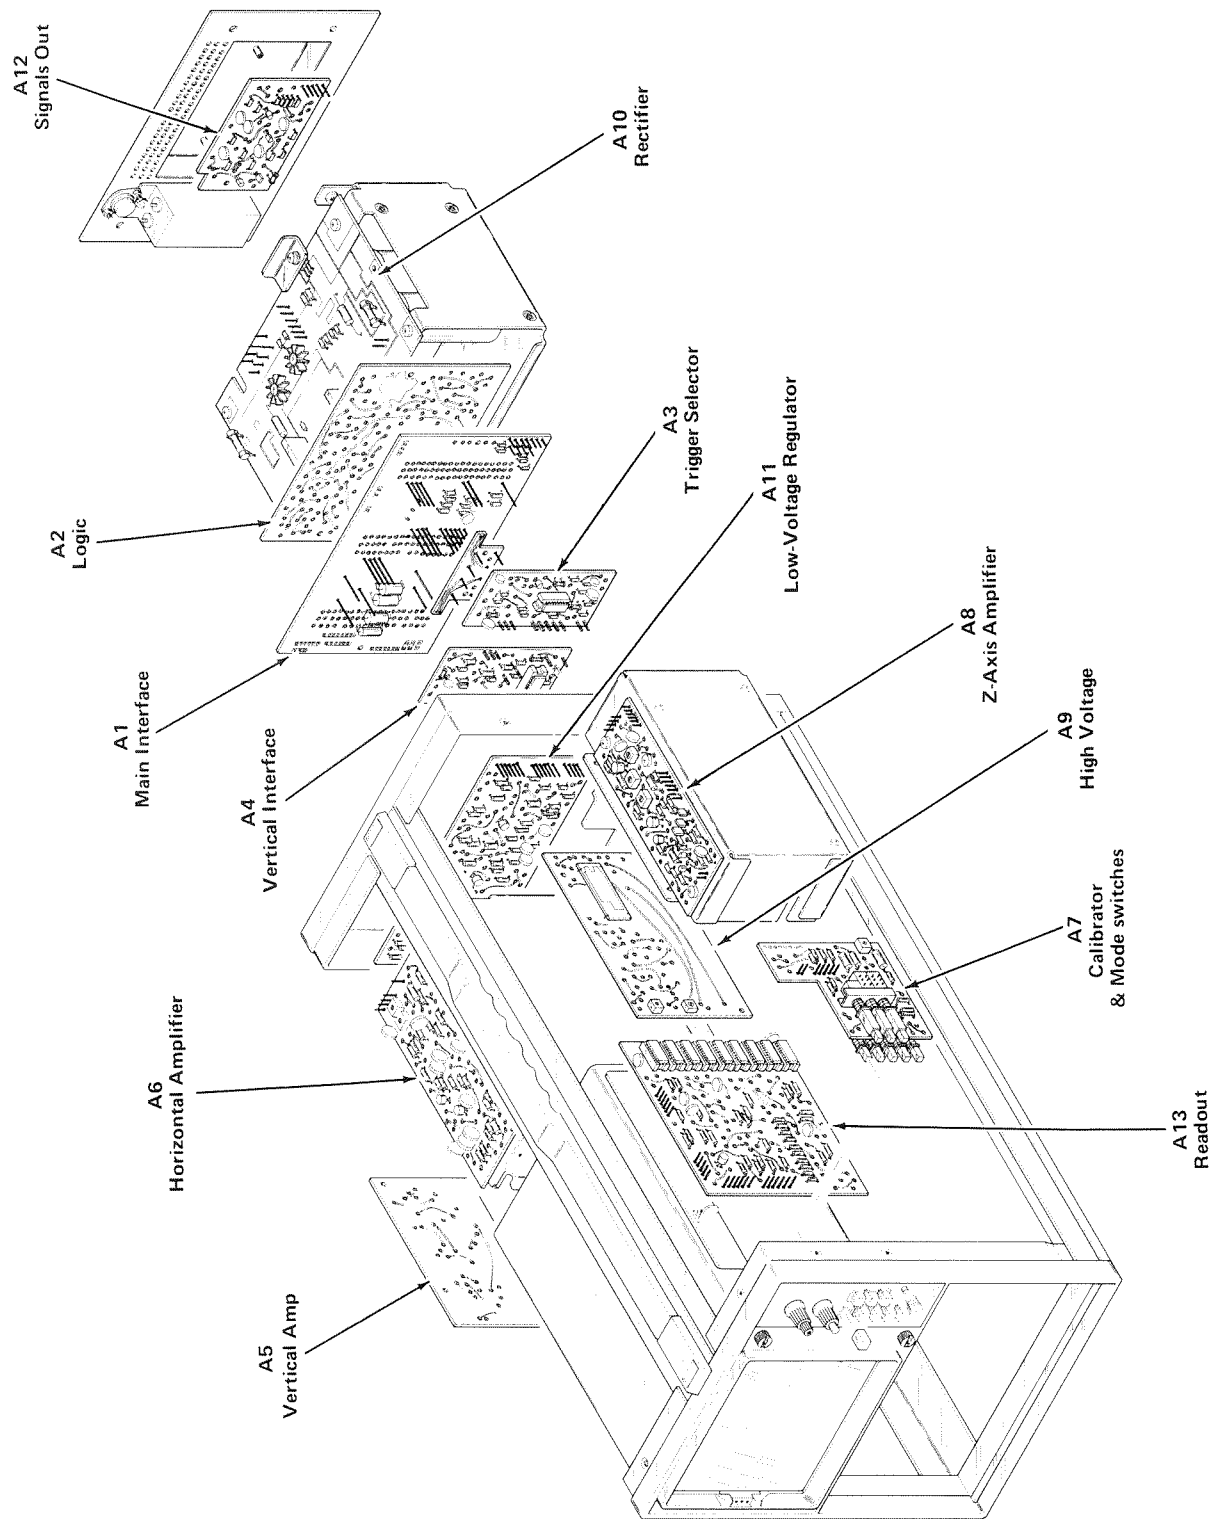 A12
Signals Out
A10
Rectifier
A2
Logic
A3
Trigger Selector
A11
Low-Voltage Regulator
A1
Main Interface
A4
Vertical Interface
A8
Z-Axis Amplifier
A9
High Voltage
A7
Calibrator
& Mode switches
A6
Horizontal Amplifier
A13
Readout
A5
Vertical Amp